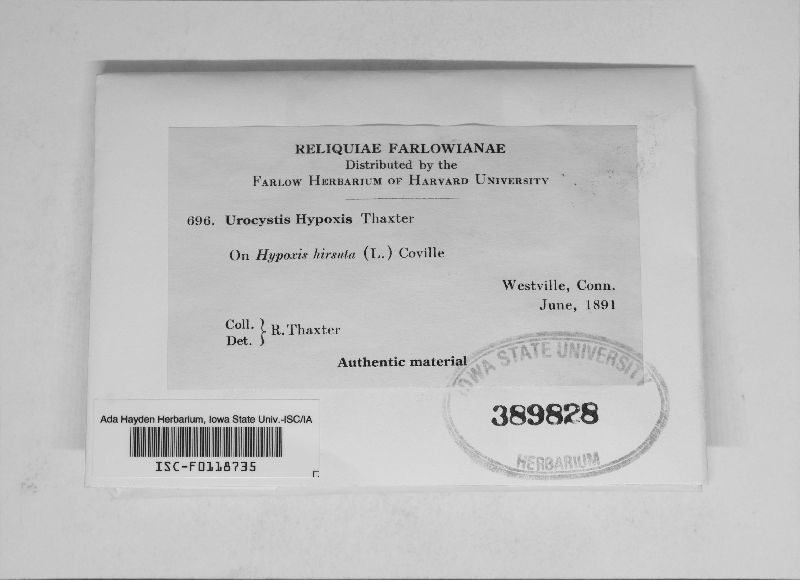 RELIQUIAE FARLOWIANAE
Distributed by the
FARLOW HERBARIUM OF HARVARD UNIVERSITY
696. Urocystis Hypoxis Thaxter
On Hypoxis hirsuta (L.) Coville
Westville, Conn.
June, 1891
Coll. } R. Thaxter
Det.
Authentic material
IOWA STATE UNIVERSITY
389828
HERBARIUM
Ada Hayden Herbarium, Iowa State Univ.-ISC/IA
ISC-F0118735